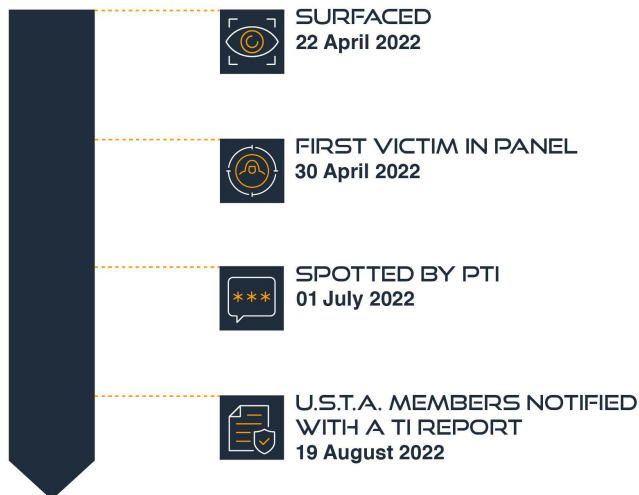 SURFACED
22 April 2022
FIRST VICTIM IN PANEL
30 April 2022
SPOTTED BY PTI
01 July 2022
***
U.S.T.A. MEMBERS NOTIFIED
WITH A TI REPORT
19 August 2022